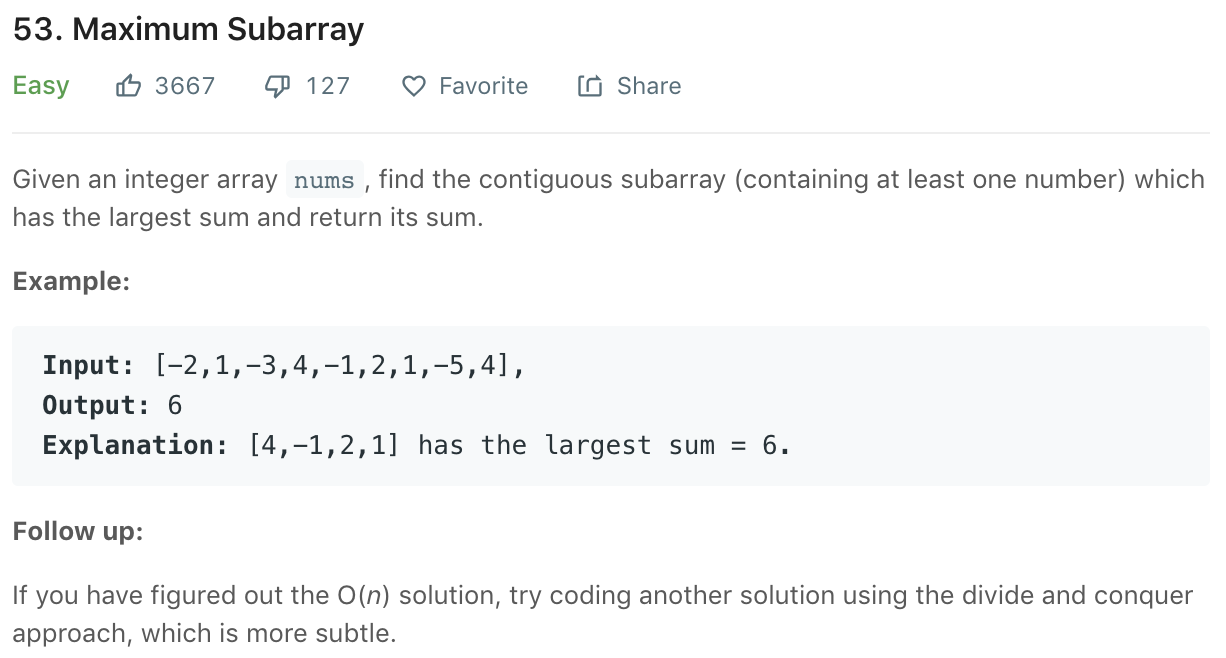 53. Maximum Subarray
Easy 3667 127 Favorite Share
Given an integer array nums , find the contiguous subarray (containing at least one number) which
has the largest sum and return its sum.
Example:
Input: [-2,1,-3,4,-1,2,1,-5,4],
Output: 6
Explanation: [4,-1,2,1] has the largest sum = 6.
Follow up:
If you have figured out the O(n) solution, try coding another solution using the divide and conquer
approach, which is more subtle.